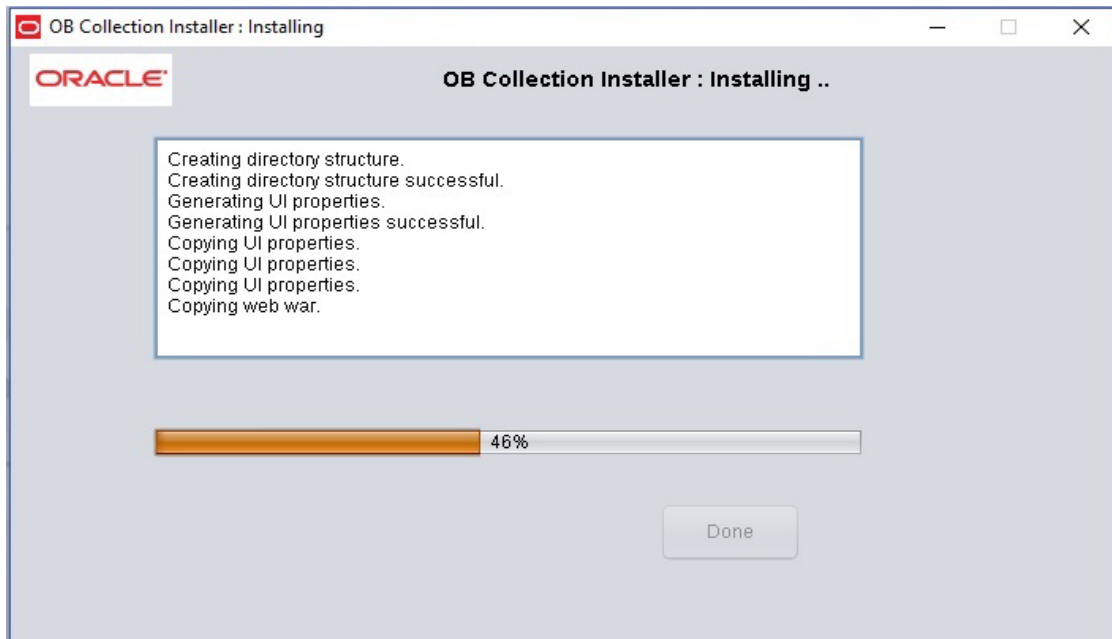 OB Collection Installer : Installing
ORACLE
OB Collection Installer : Installing ..
Creating directory structure.
Creating directory structure successful.
Generating UI properties.
Generating UI properties successful.
Copying UI properties.
Copying UI properties.
Copying UI properties.
Copying web war.
46%
Done